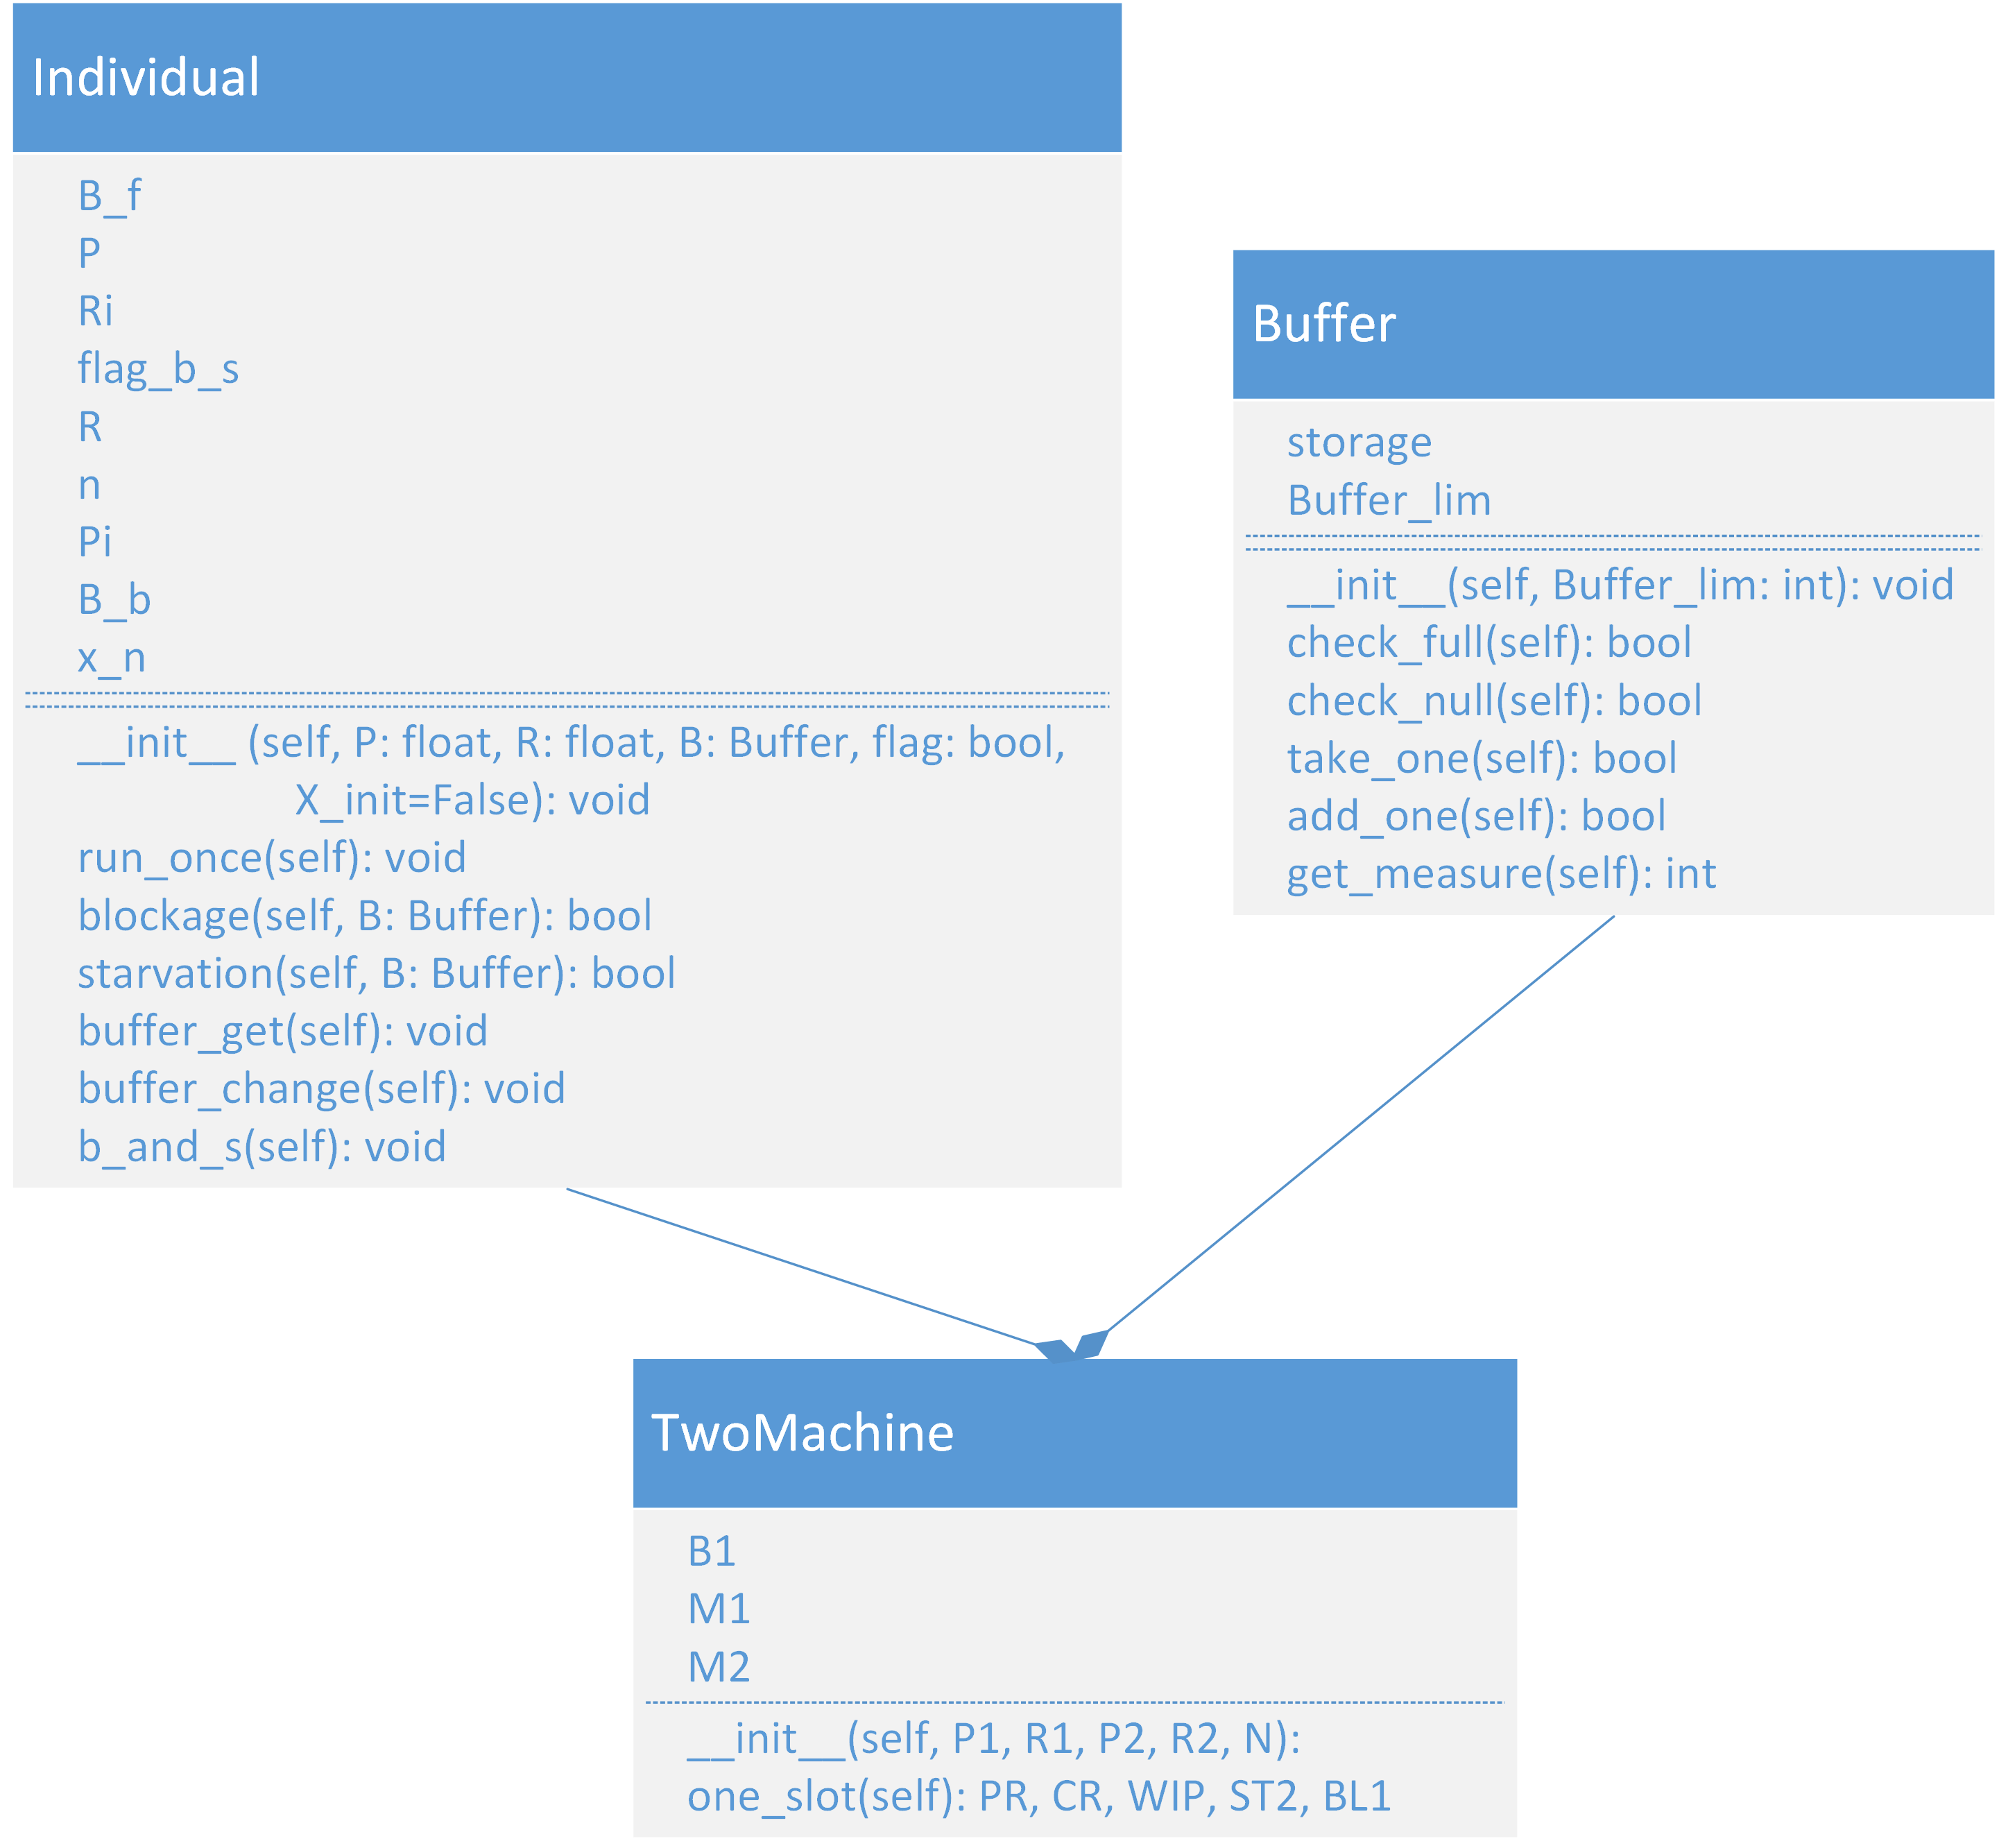 Individual
B_f
P
Ri
flag_b_s
R
n
Pi
B_b
x_n
__init__ (self, P: float, R: float, B: Buffer, flag: bool,
X_init=False): void
run_once(self): void
blockage(self, B: Buffer): bool
starvation(self, B: Buffer): bool
buffer_get(self): void
buffer_change(self): void
b_and_s(self): void
Buffer
storage
Buffer_lim
__init__(self, Buffer_lim: int): void
check_full(self): bool
check_null(self): bool
take_one(self): bool
add_one(self): bool
get_measure(self): int
TwoMachine
B1
M1
M2
__init__(self, P1, R1, P2, R2, N):
one_slot(self): PR, CR, WIP, ST2, BL1